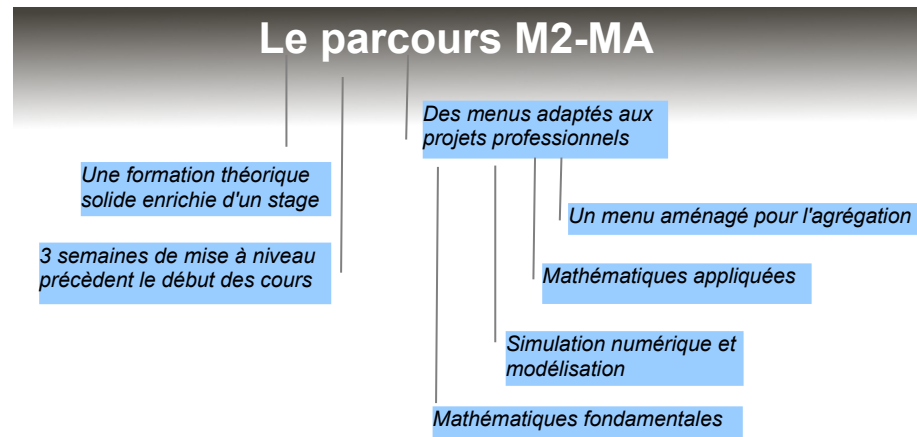 Le parcours M2-MA
Des menus adaptés aux
projets professionnels
Une formation théorique
solide enrichie d'un stage
Un menu aménagé pour l'agrégation
3 semaines de mise à niveau
précèdent le début des cours
Mathématiques appliquées
Simulation numérique et
modélisation
Mathématiques fondamentales